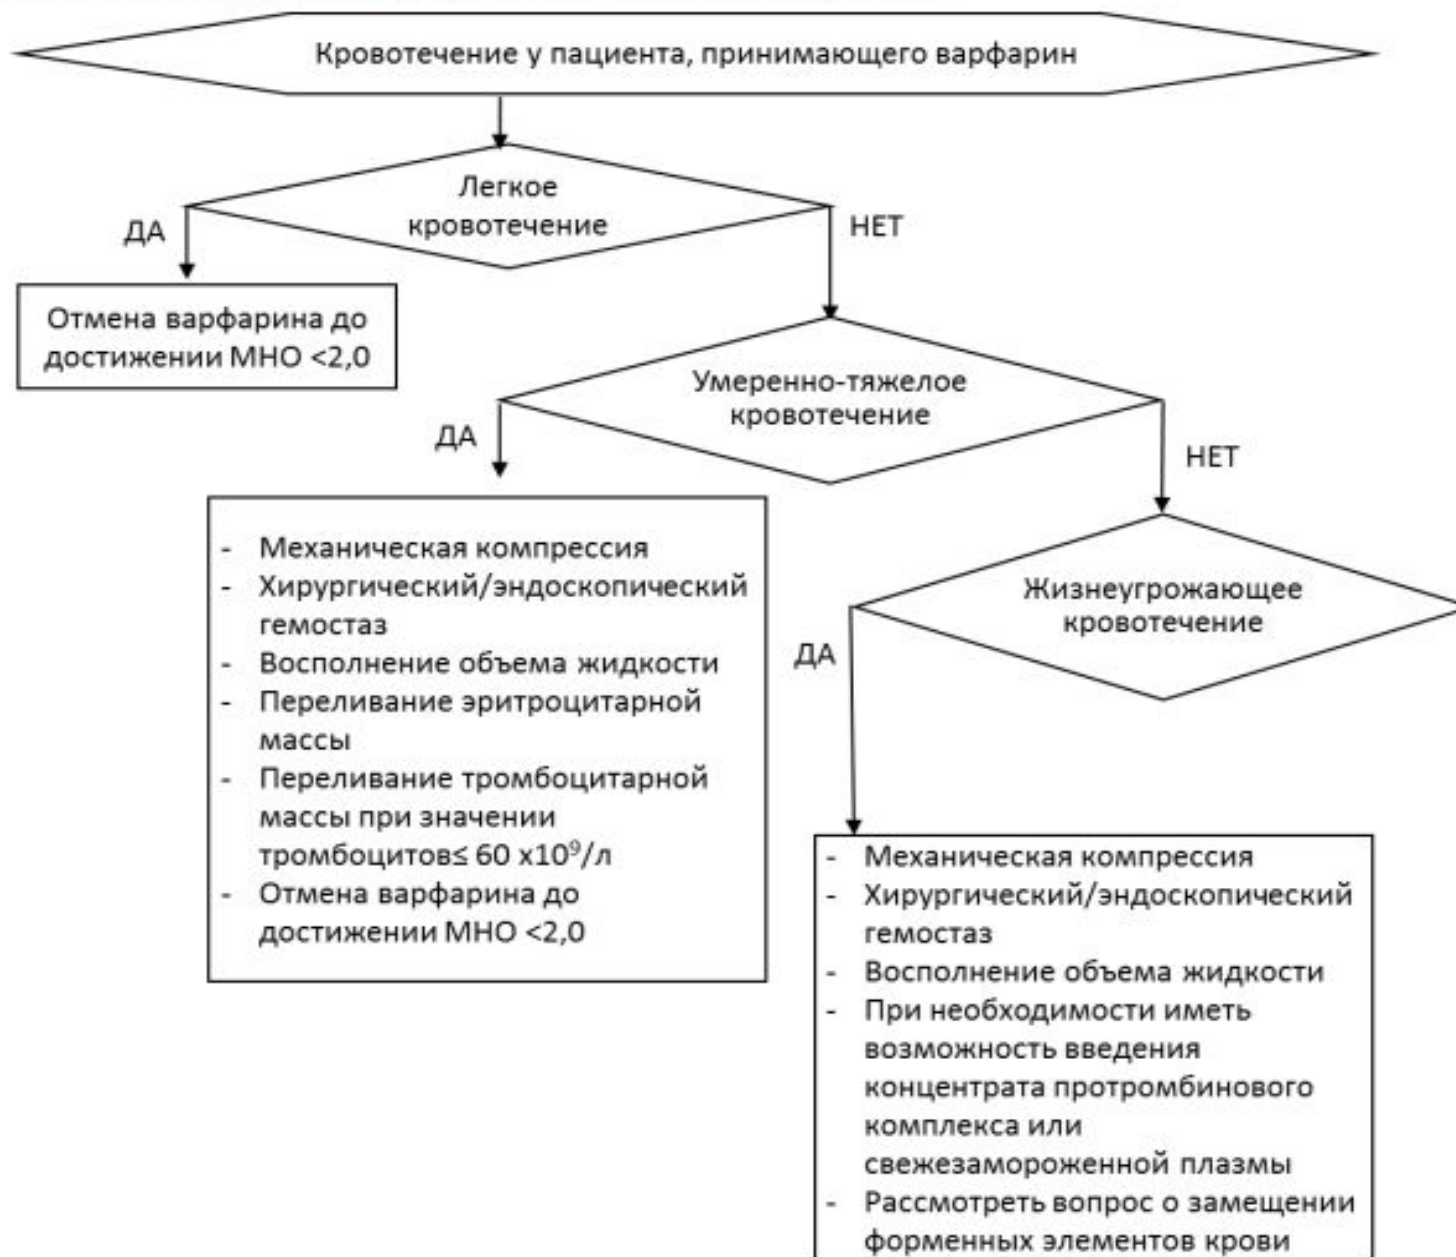 Кровотечение у пациента, принимающего варфарин
Легкое
кровотечение
ДА
НЕТ
Отмена варфарина до
достижении МНО <2,0
Умеренно-тяжелое
кровотечение
ДА
НЕТ
- Механическая компрессия
- Хирургический/эндоскопический
гемостаз
- Восполнение объема жидкости
- Переливание эритроцитарной
массы
- Переливание тромбоцитарной
массы при значении
тромбоцитов≤ 60 х10⁹/л
- Отмена варфарина до
достижении МНО <2,0
Жизнеугрожающее
кровотечение
ДА
- Механическая компрессия
- Хирургический/эндоскопический
гемостаз
- Восполнение объема жидкости
- При необходимости иметь
возможность введения
концентрата протромбинового
комплекса или
свежезамороженной плазмы
- Рассмотреть вопрос о замещении
форменных элементов крови